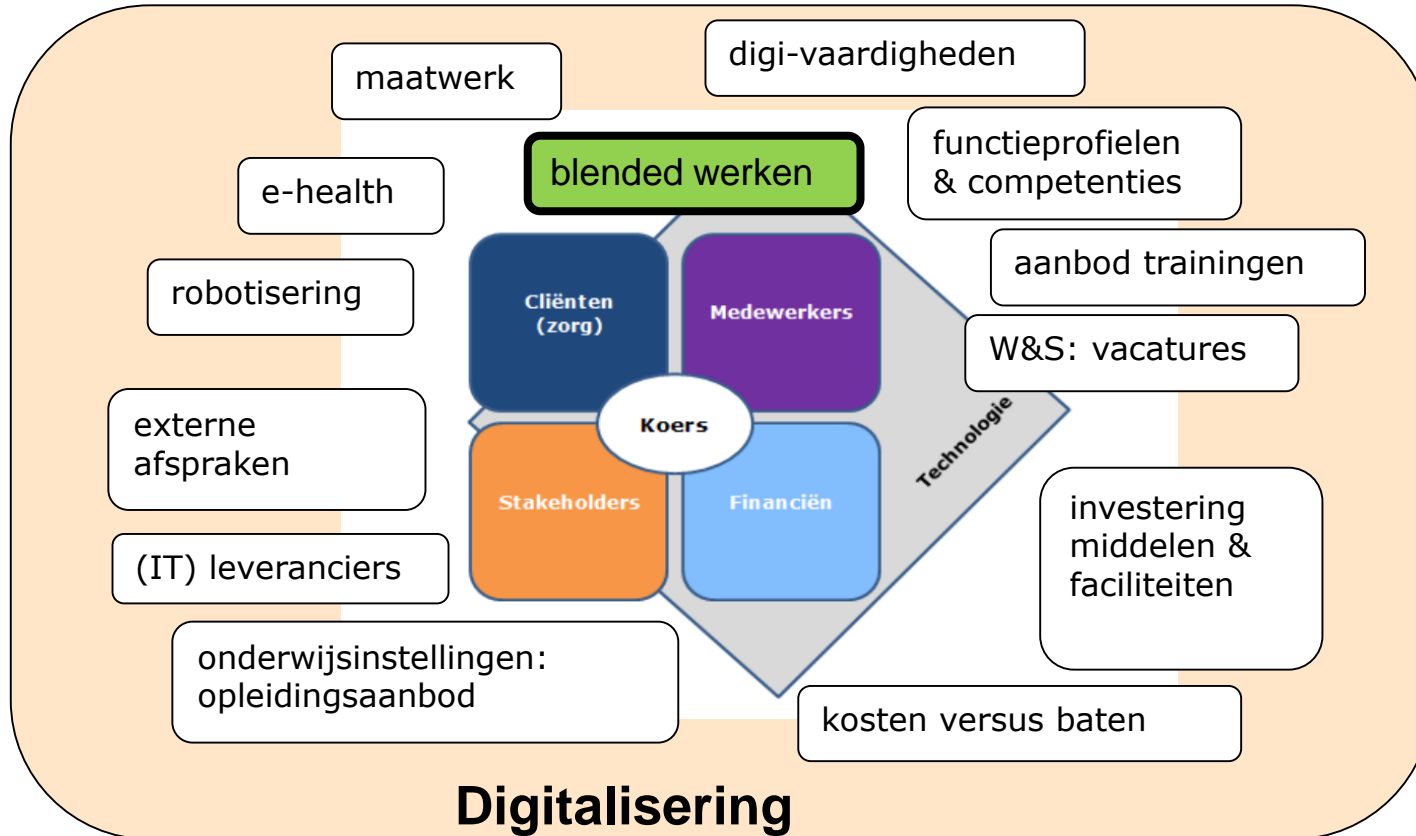 maatwerk
digi-vaardigheden
blended werken
functieprofielen
& competenties
e-health
aanbod trainingen
robotisering
Cliënten
(zorg)
Medewerkers
W&S: vacatures
externe
afspraken
Koers
Technologie
Stakeholders
Financiën
investering
middelen &
faciliteiten
(IT) leveranciers
onderwijsinstellingen:
opleidingsaanbod
kosten versus baten
Digitalisering